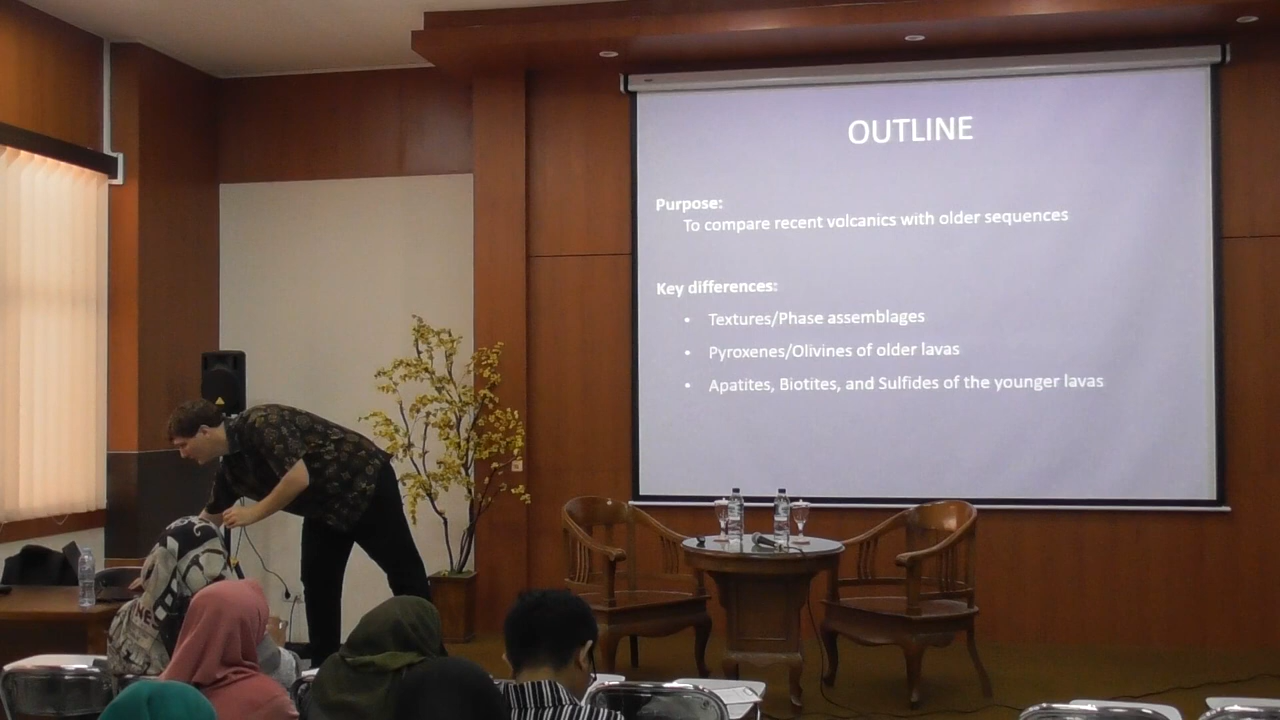 OUTLINE
Purpose:
To compare recent volcanics with older sequences
Key differences:
• Textures/Phase assemblages
• Pyroxenes/Olivines of older lavas
• Apatites, Biotites, and Sulfides of the younger lavas